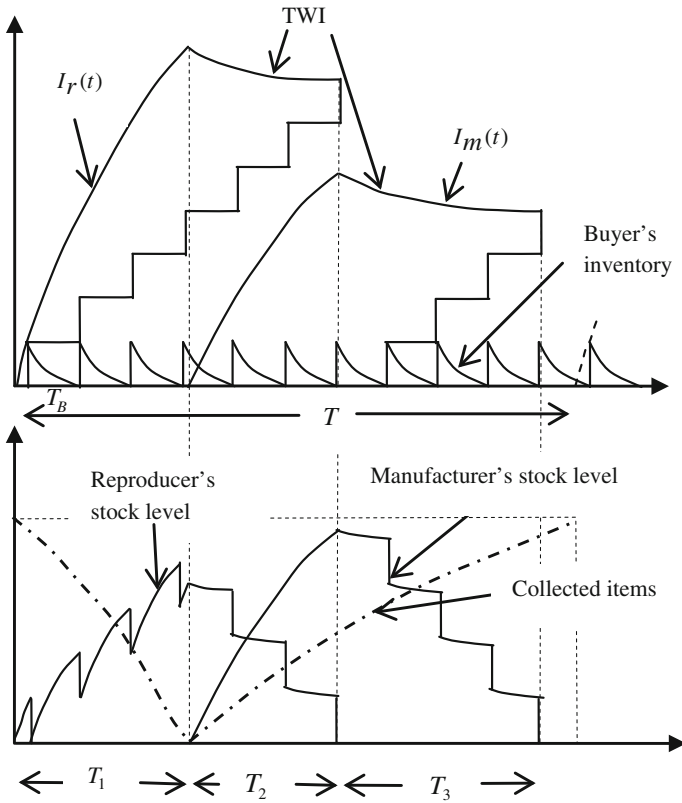 TWI
I_r(t)
I_m(t)
Buyer's
inventory
T_B
T
Reproducer's
stock level
Manufacturer's stock level
Collected items
T_1
T_2
T_3